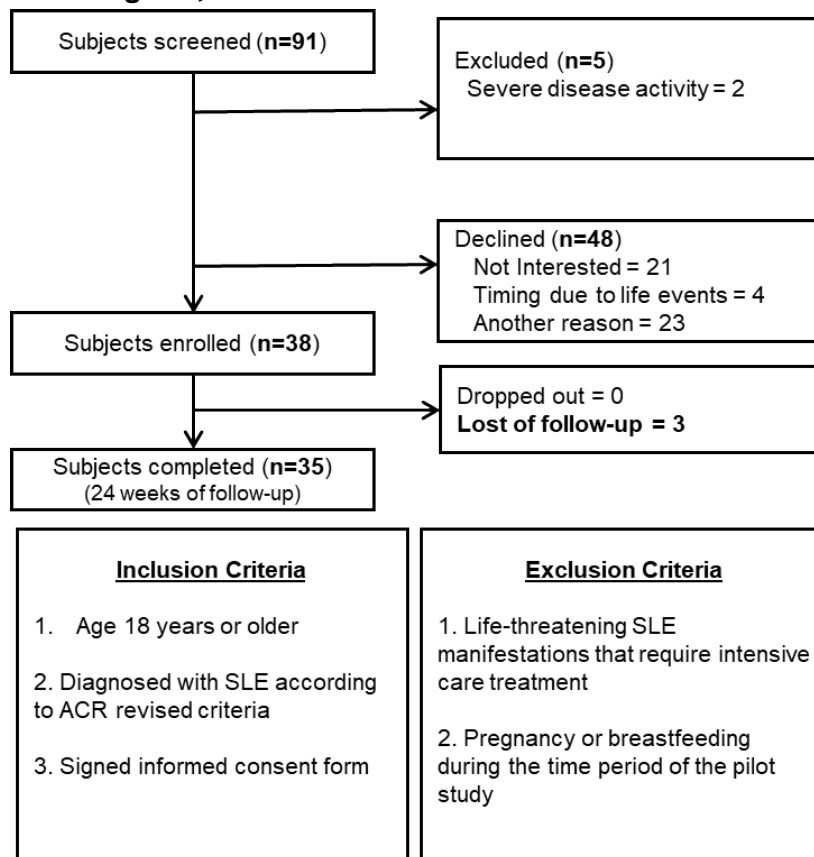 Subjects screened (n=91)
Excluded (n=5)
Severe disease activity = 2
Declined (n=48)
Not Interested = 21
Timing due to life events = 4
Another reason = 23
Subjects enrolled (n=38)
Dropped out = 0
Lost of follow-up = 3
Subjects completed (n=35)
(24 weeks of follow-up)
Inclusion Criteria
1. Age 18 years or older
2. Diagnosed with SLE according
to ACR revised criteria
3. Signed informed consent form
Exclusion Criteria
1. Life-threatening SLE
manifestations that require intensive
care treatment
2. Pregnancy or breastfeeding
during the time period of the pilot
study